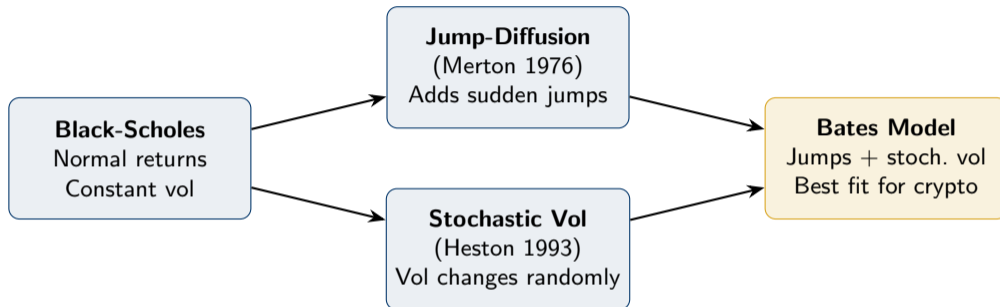 Black-Scholes
Normal returns
Constant vol
Jump-Diffusion
(Merton 1976)
Adds sudden jumps
Stochastic Vol
(Heston 1993)
Vol changes randomly
Bates Model
Jumps + stoch. vol
Best fit for crypto